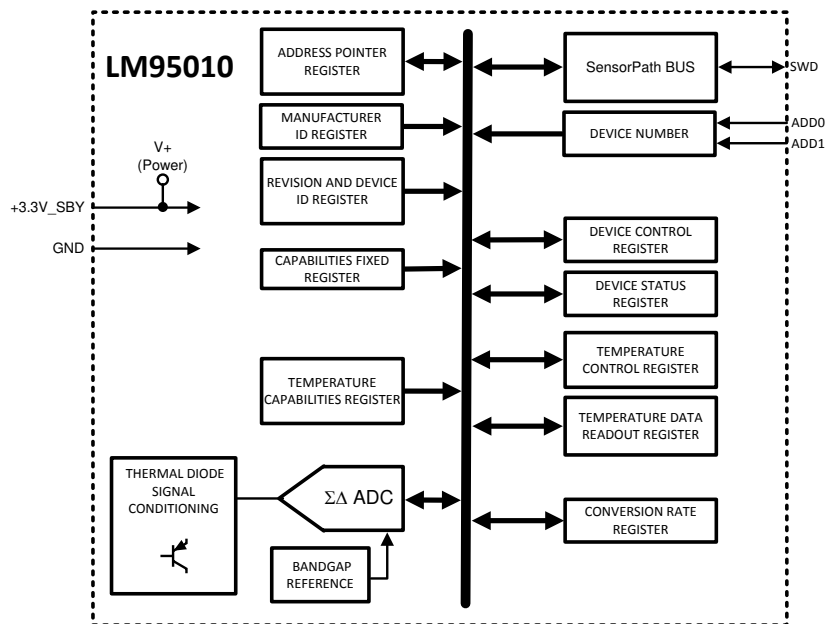 LM95010
ADDRESS POINTER
REGISTER
SensorPath BUS
SWD
MANUFACTURER
ID REGISTER
DEVICE NUMBER
ADD0
ADD1
V+
(Power)
+3.3V_SBY
GND
REVISION AND DEVICE
ID REGISTER
CAPABILITIES FIXED
REGISTER
DEVICE CONTROL
REGISTER
DEVICE STATUS
REGISTER
TEMPERATURE
CONTROL REGISTER
TEMPERATURE
CAPABILITIES REGISTER
TEMPERATURE DATA
READOUT REGISTER
THERMAL DIODE
SIGNAL
CONDITIONING
ΣΔ ADC
CONVERSION RATE
REGISTER
BANDGAP
REFERENCE